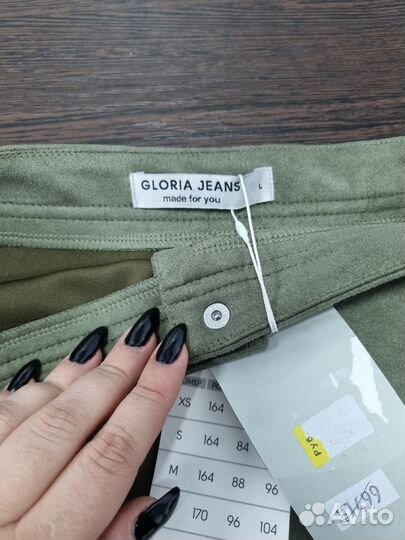 GLORIA JEANS
made for you
L
XS 164
S 164 84
M 164 88 96
170 96 104
РУБ
Avito